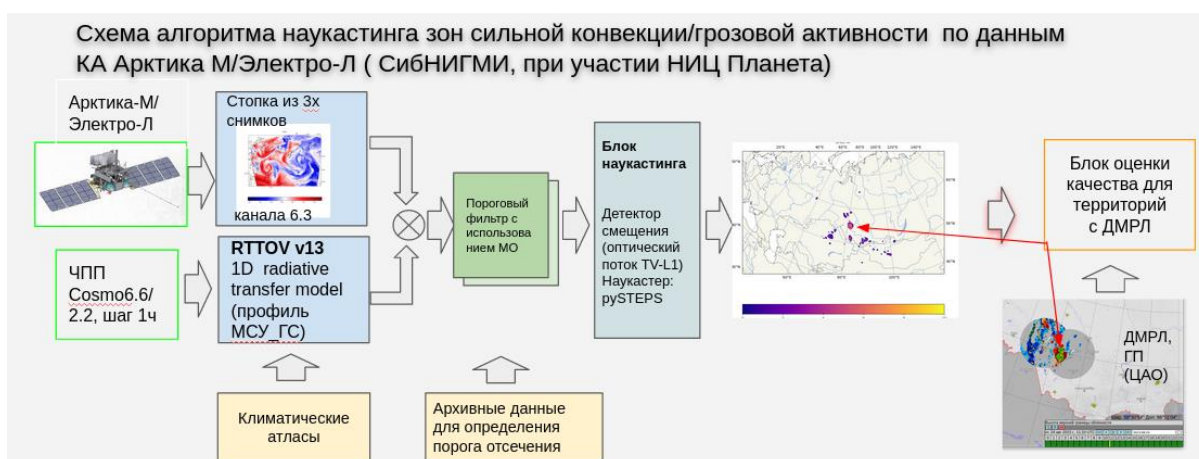 Схема алгоритма наукастинга зон сильной конвекции/грозовой активности по данным
КА Арктика М/Электро-Л ( СибНИГМИ, при участии НИЦ Планета)
Арктика-М/
Электро-Л
Стопка из 3х
снимков
канала 6.3
ЧПП
Cosmo6.6/
2.2, шаг 1ч
RTTOV v13
1D radiative
transfer model
(профиль
МСУ_ГС)
Климатические
атласы
Пороговый
фильтр с
использова
нием МО
Архивные данные
для определения
порога отсечения
Блок
наукастинга
Детектор
смещения
(оптический
поток TV-L1)
Наукастер:
pySTEPS
Блок оценки
качества для
территорий
с ДМРЛ
ДМРЛ,
ГП
(ЦАО)